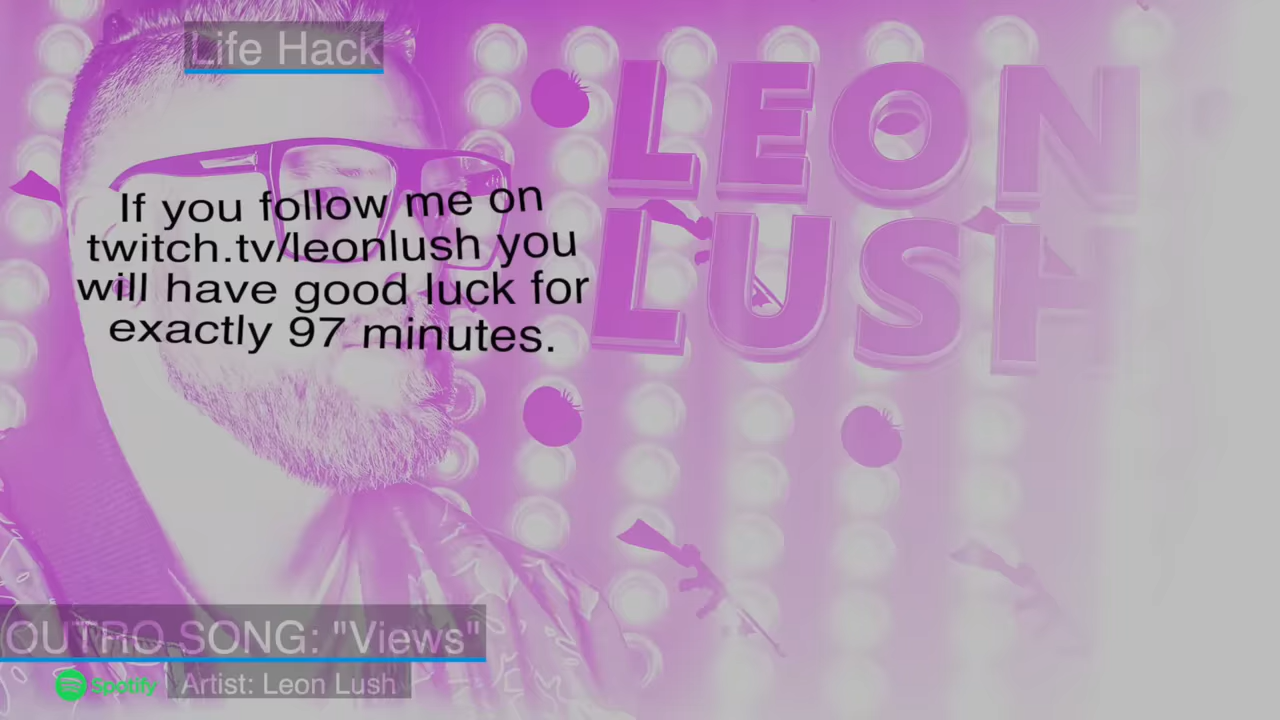 Life Hack
LEON
LUSH
If you follow me on
twitch.tv/leonlush you
will have good luck for
exactly 97 minutes.
OUTRO SONG: "Views"
Spotify
Artist: Leon Lush